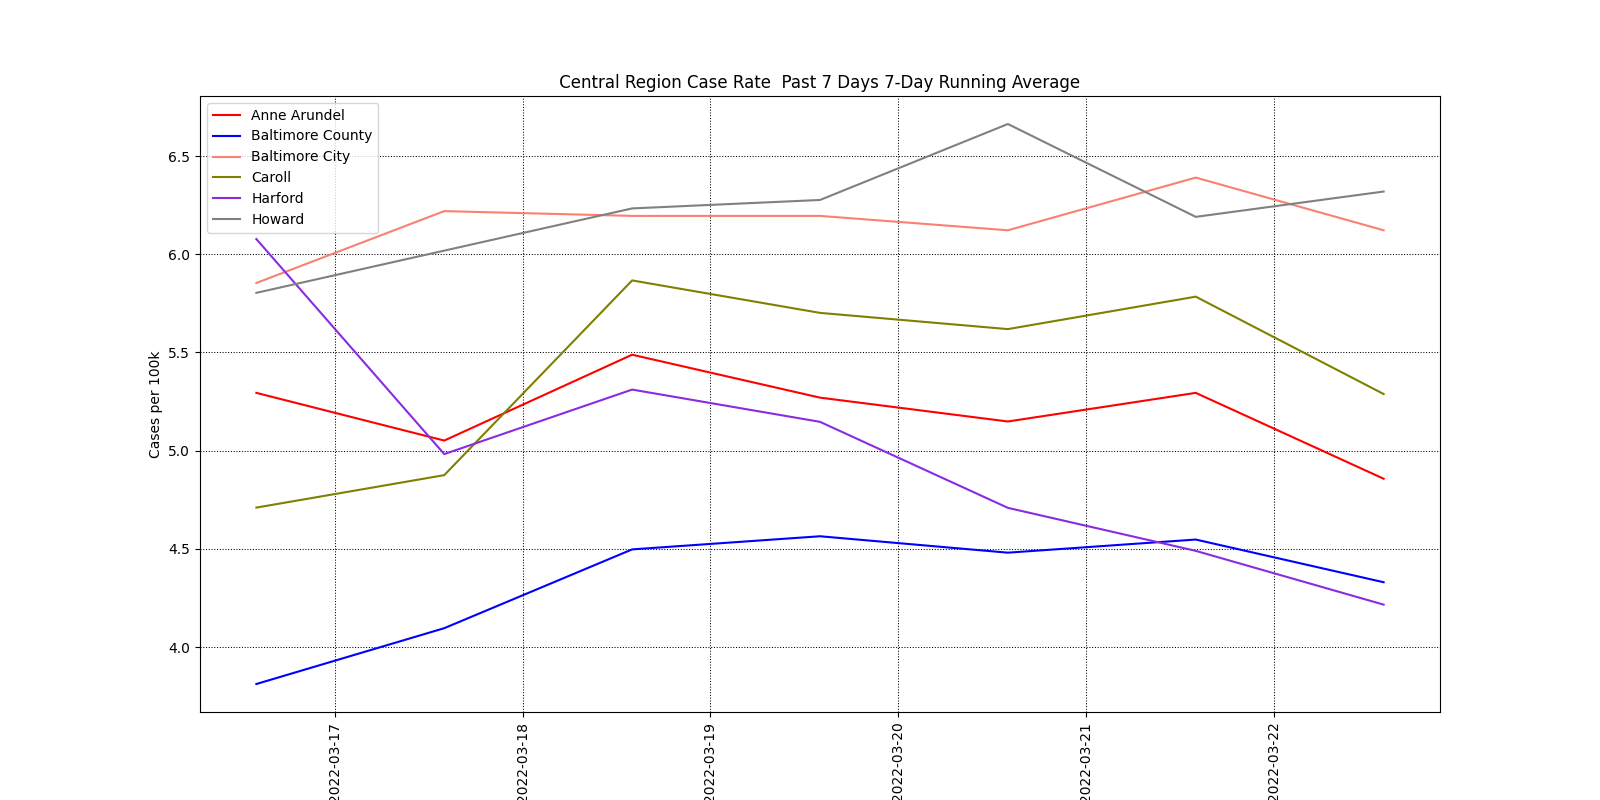 Central Region Case Rate  Past 7 Days 7-Day Running Average
Anne Arundel
Baltimore County
Baltimore City
Caroll
Harford
Howard
Cases per 100k
6.5
6.0
5.5
5.0
4.5
4.0
2022-03-17
2022-03-18
2022-03-19
2022-03-20
2022-03-21
2022-03-22